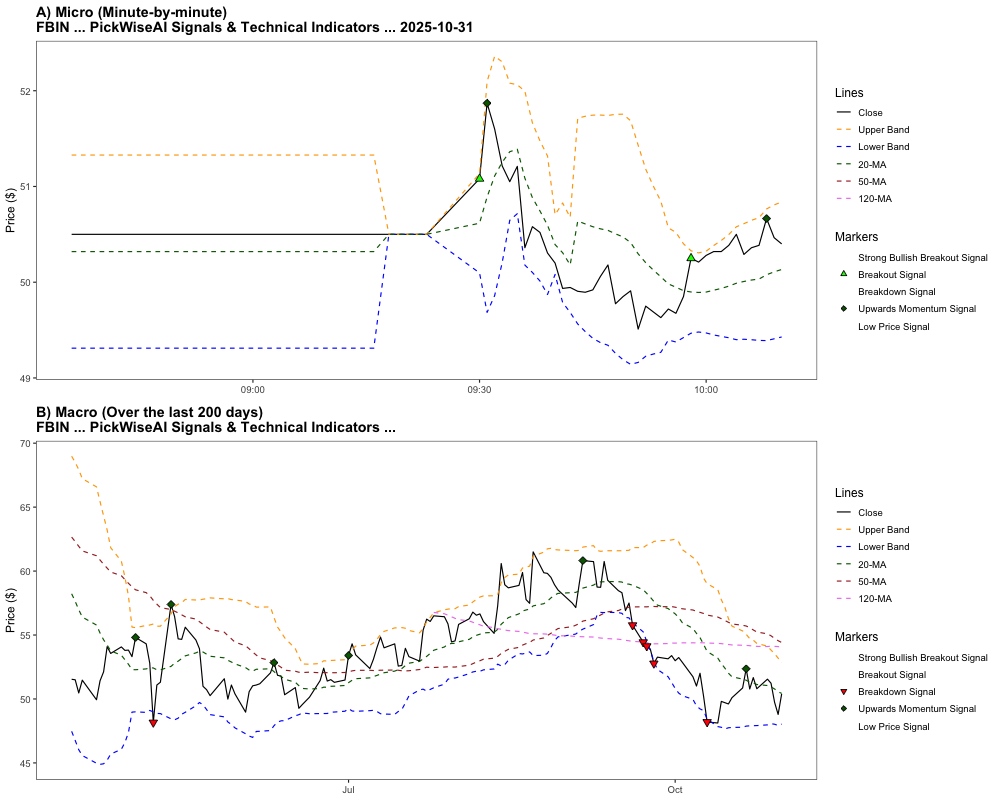 A) Micro (Minute-by-minute)
FBIN ... PickWiseAI Signals & Technical Indicators ... 2025-10-31
Price ($)
52
51
50
49
09:00
09:30
10:00
Lines
Close
Upper Band
Lower Band
20-MA
50-MA
120-MA
Markers
Strong Bullish Breakout Signal
Breakout Signal
Breakdown Signal
Upwards Momentum Signal
Low Price Signal
B) Macro (Over the last 200 days)
FBIN ... PickWiseAI Signals & Technical Indicators ...
Price ($)
70
65
60
55
50
45
Jul
Oct
Lines
Close
Upper Band
Lower Band
20-MA
50-MA
120-MA
Markers
Strong Bullish Breakout Signal
Breakout Signal
Breakdown Signal
Upwards Momentum Signal
Low Price Signal